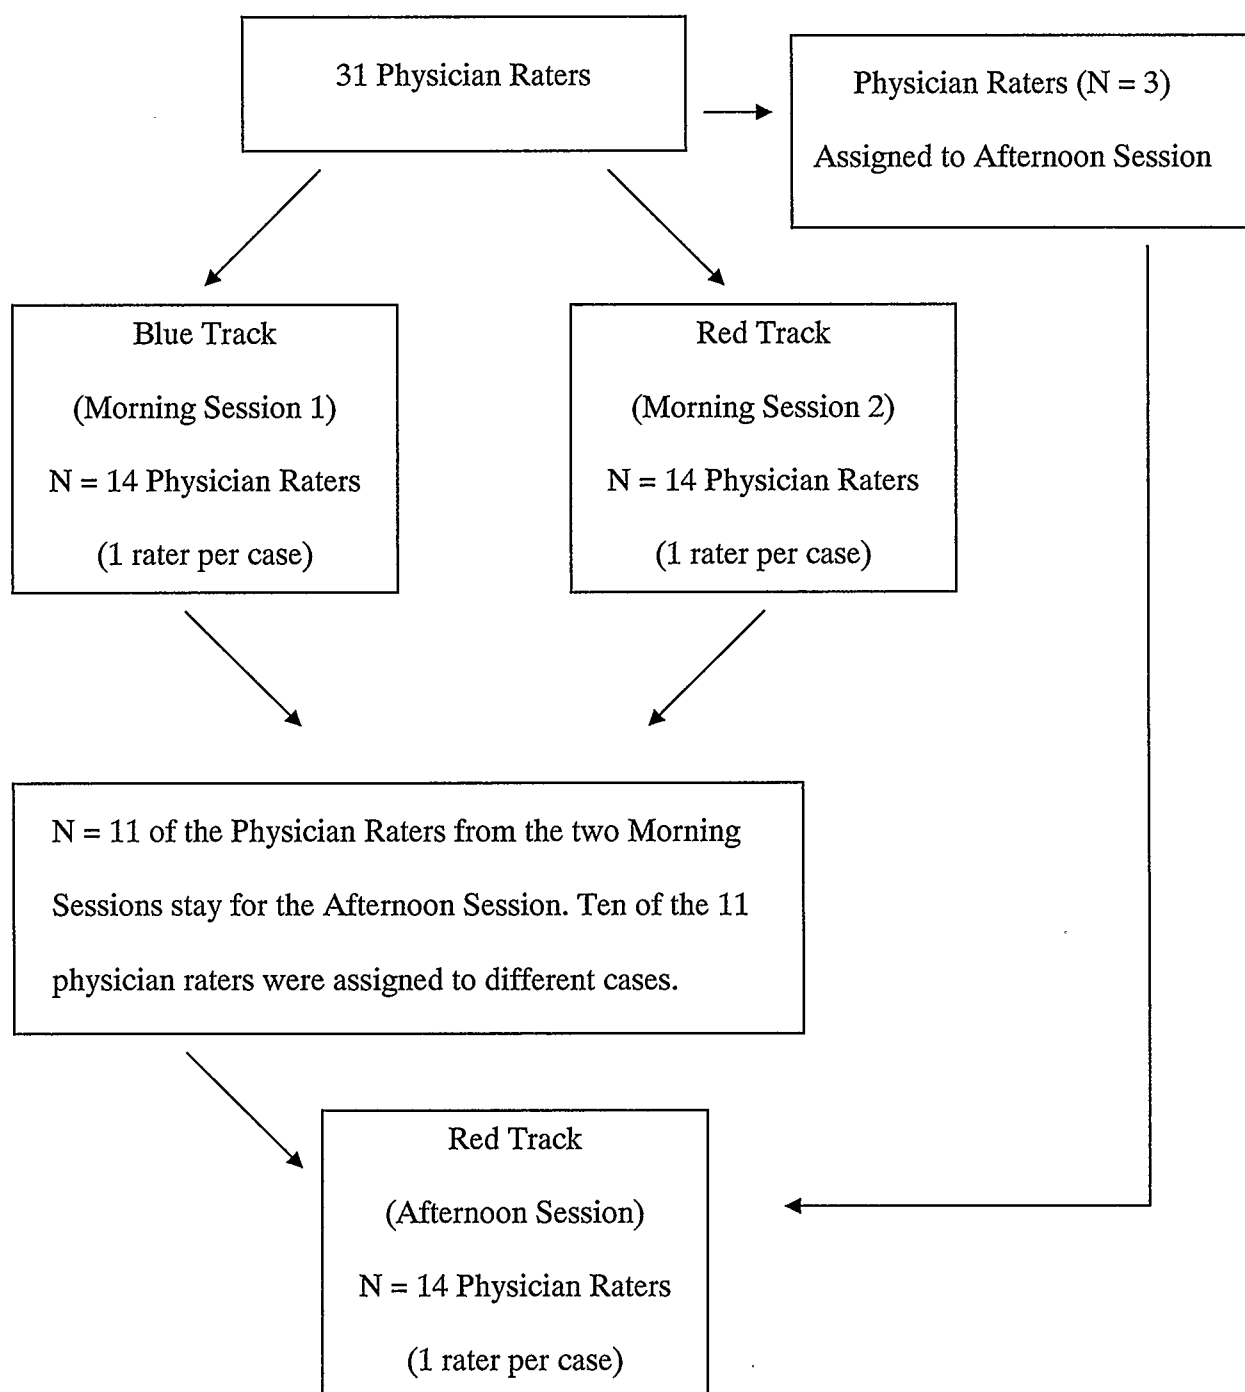 31 Physician Raters
Physician Raters (N = 3)
Assigned to Afternoon Session
Blue Track
(Morning Session 1)
N = 14 Physician Raters
(1 rater per case)
Red Track
(Morning Session 2)
N = 14 Physician Raters
(1 rater per case)
N = 11 of the Physician Raters from the two Morning
Sessions stay for the Afternoon Session. Ten of the 11
physician raters were assigned to different cases.
Red Track
(Afternoon Session)
N = 14 Physician Raters
(1 rater per case)